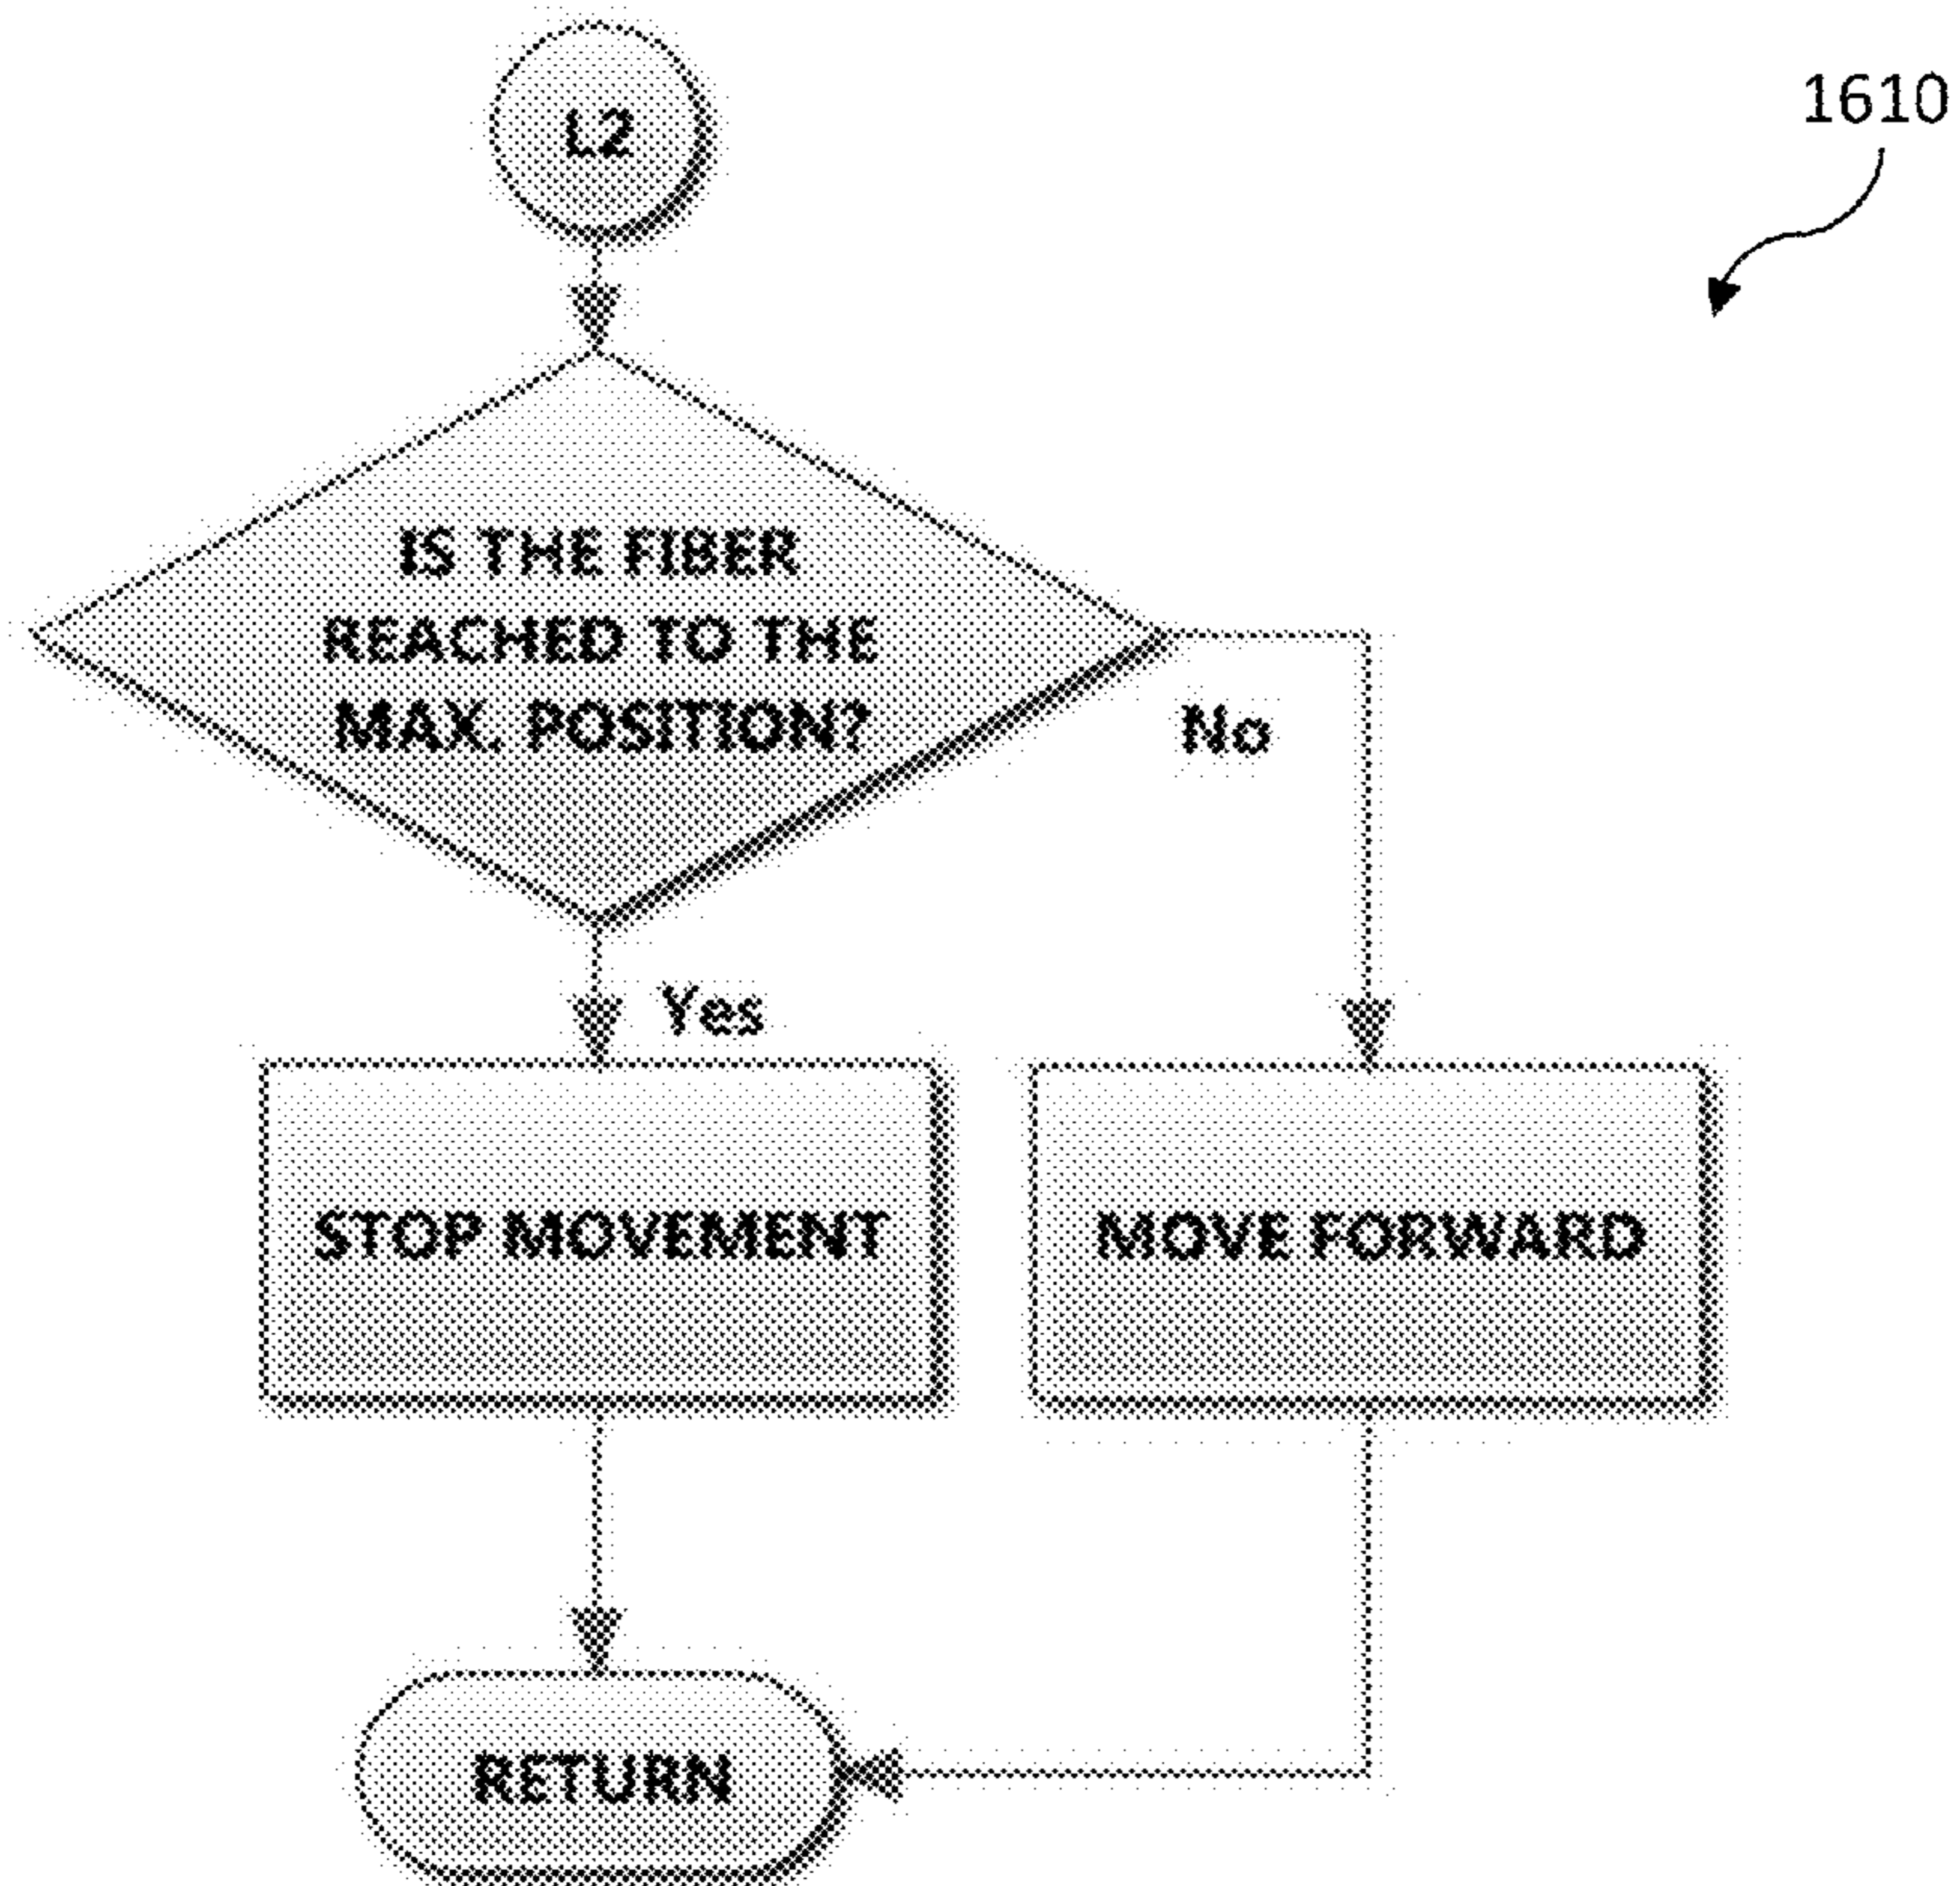 L2
1610
IS THE FIBER
REACHED TO THE
MAX. POSITION?
No
Yes
STOP MOVEMENT
MOVE FORWARD
RETURN